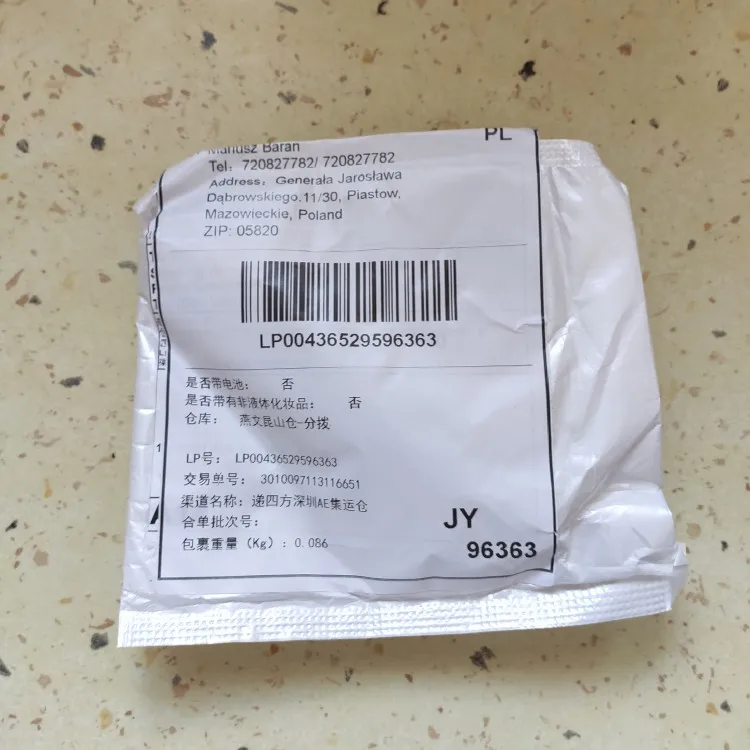 PL
Mariusz Baran
Tel: 720827782/ 720827782
Address: Generała Jarosława
Dąbrowskiego,11/30, Piastow,
Mazowieckie, Poland
ZIP: 05820
LP00436529596363
是否带电池： 否
是否带有非液体化妆品： 否
仓库： 燕文昆山仓-分拨
LP号： LP00436529596363
交易单号： 3010097113116651
渠道名称： 递四方深圳AE集运仓
合单批次号：
包裹重量（Kg）：0.086
JY
96363